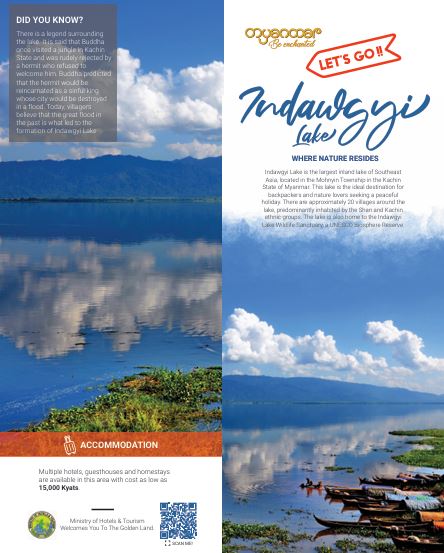 DID YOU KNOW?
There is a legend surrounding
the lake. It is said that Buddha
once visited a jungle in Kachin
State and was rudely rejected by
a hermit who refused to
welcome him. Buddha predicted
that the hermit would be
reincarnated as a sinful king
whose city would be destroyed
in a flood. Today, villagers
believe that the great flood in
the past is what led to the
formation of Indawgyi Lake
ACCOMMODATION
Multiple hotels, guesthouses and homestays
are available in this area with cost as low as
15,000 Kyats.
Ministry of Hotels & Tourism
Welcomes You To The Golden Land.
SCAN ME!
myanmar
Be enchanted
LET'S GO!!
Indawgyi
Lake
WHERE NATURE RESIDES
Indawgyi Lake is the largest inland lake of Southeast
Asia, located in the Mohnyin Township in the Kachin
State of Myanmar. This lake is the ideal destination for
backpackers and nature lovers seeking a peaceful
holiday. There are approximately 20 villages around the
lake, predominantly inhabited by the Shan and Kachin
ethnic groups. The lake is also home to the Indawgyi
Lake Wildlife Sanctuary, a UNESCO Biosphere Reserve.